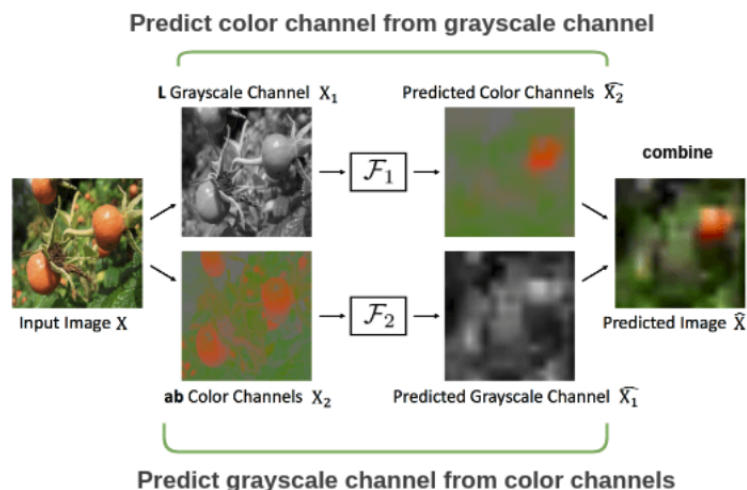 Predict color channel from grayscale channel
L Grayscale Channel X₁
Predicted Color Channels X̂₂
combine
F₁
Input Image X
F₂
Predicted Image X̂
ab Color Channels X₂
Predicted Grayscale Channel X̂₁
Predict grayscale channel from color channels